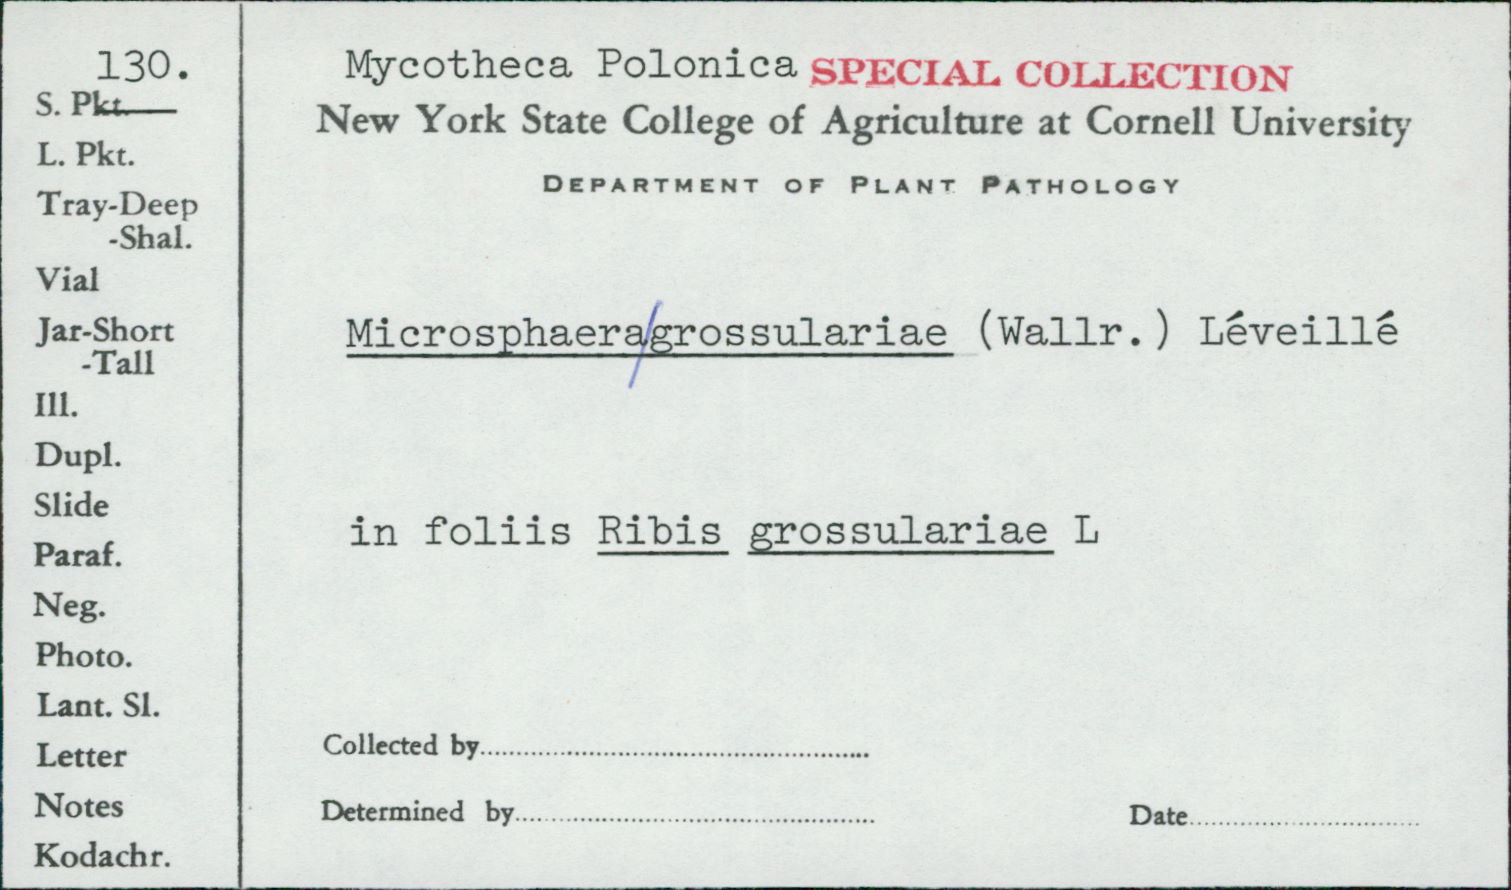 130.
S. Pkt.
L. Pkt.
Tray-Deep
-Shal.
Vial
Jar-Short
-Tall
Ill.
Dupl.
Slide
Paraf.
Neg.
Photo.
Lant. Sl.
Letter
Notes
Kodachr.
Mycotheca Polonica SPECIAL COLLECTION
New York State College of Agriculture at Cornell University
DEPARTMENT OF PLANT PATHOLOGY
Microsphaera/grossulariae (Wallr.) Léveillé
in foliis Ribis grossulariae L
Collected by
Determined by
Date